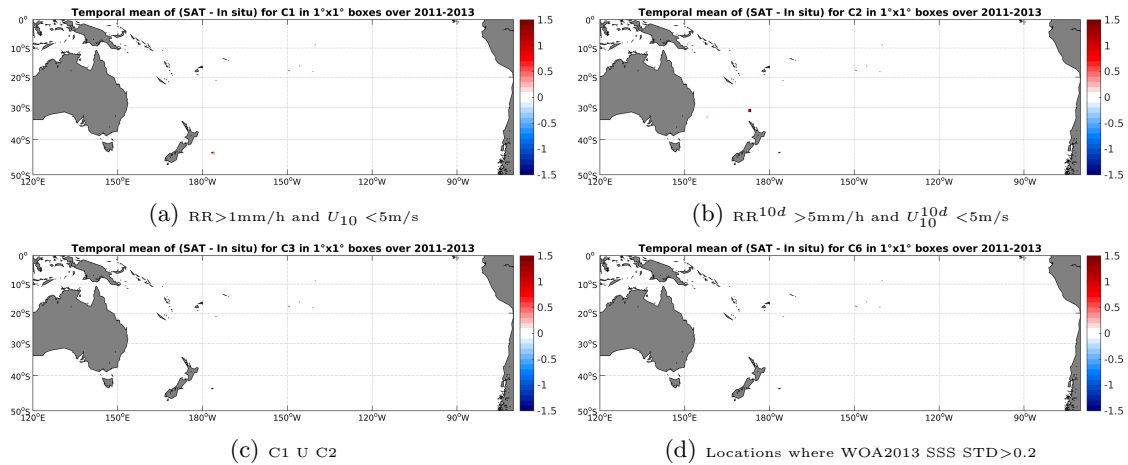 Temporal mean of (SAT - In situ) for C1 in 1°x1° boxes over 2011-2013
0°
10°S
20°S
30°S
40°S
50°S
120°E 150°E 180°W 150°W 120°W 90°W
1.5
1
0.5
0
-0.5
-1
-1.5
(a) RR>1mm/h and U10 <5m/s
Temporal mean of (SAT - In situ) for C2 in 1°x1° boxes over 2011-2013
0°
10°S
20°S
30°S
40°S
50°S
120°E 150°E 180°W 150°W 120°W 90°W
1.5
1
0.5
0
-0.5
-1
-1.5
(b) RR^10d >5mm/h and U10^10d <5m/s
Temporal mean of (SAT - In situ) for C3 in 1°x1° boxes over 2011-2013
0°
10°S
20°S
30°S
40°S
50°S
120°E 150°E 180°W 150°W 120°W 90°W
1.5
1
0.5
0
-0.5
-1
-1.5
(c) C1 U C2
Temporal mean of (SAT - In situ) for C6 in 1°x1° boxes over 2011-2013
0°
10°S
20°S
30°S
40°S
50°S
120°E 150°E 180°W 150°W 120°W 90°W
1.5
1
0.5
0
-0.5
-1
-1.5
(d) Locations where WOA2013 SSS STD>0.2